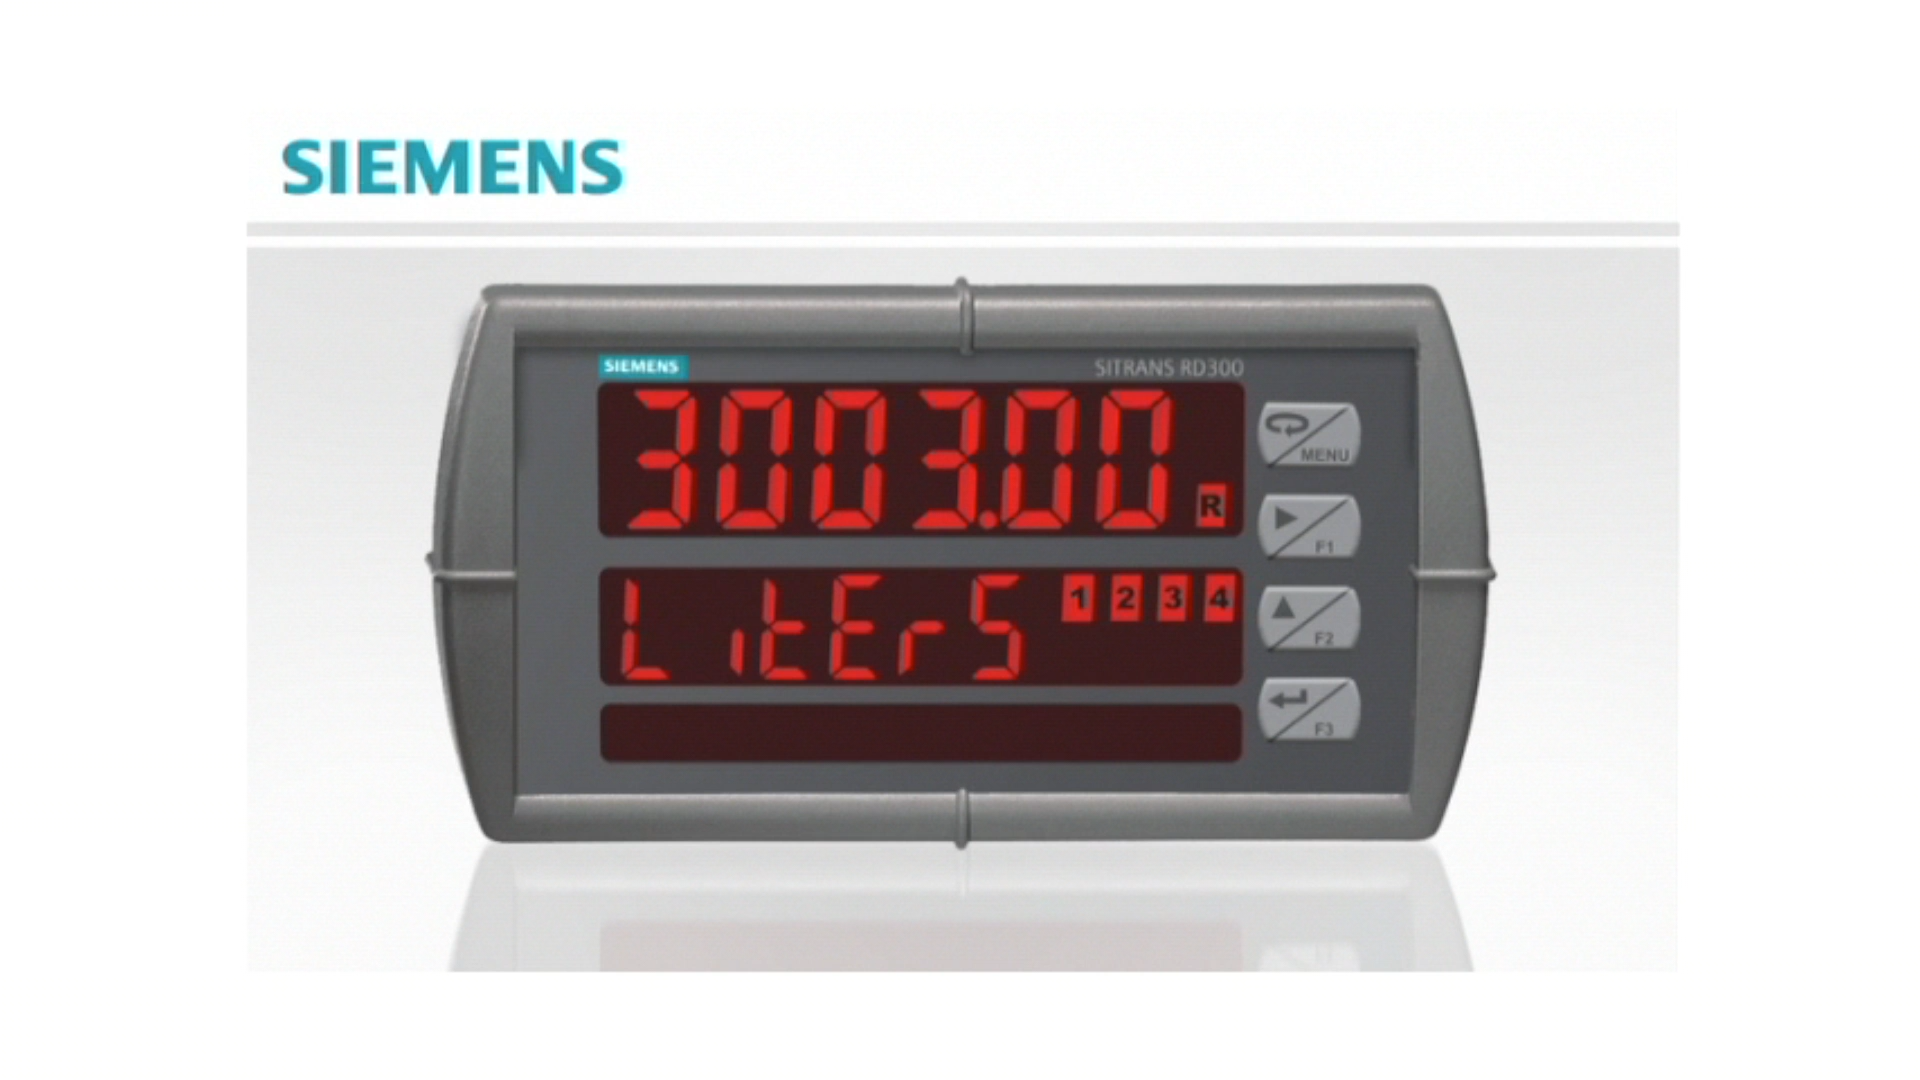 SIEMENS
SIEMENS SITRANS RD300
3003.00 R
LitErS 1 2 3 4
MENU
F1
F2
F3